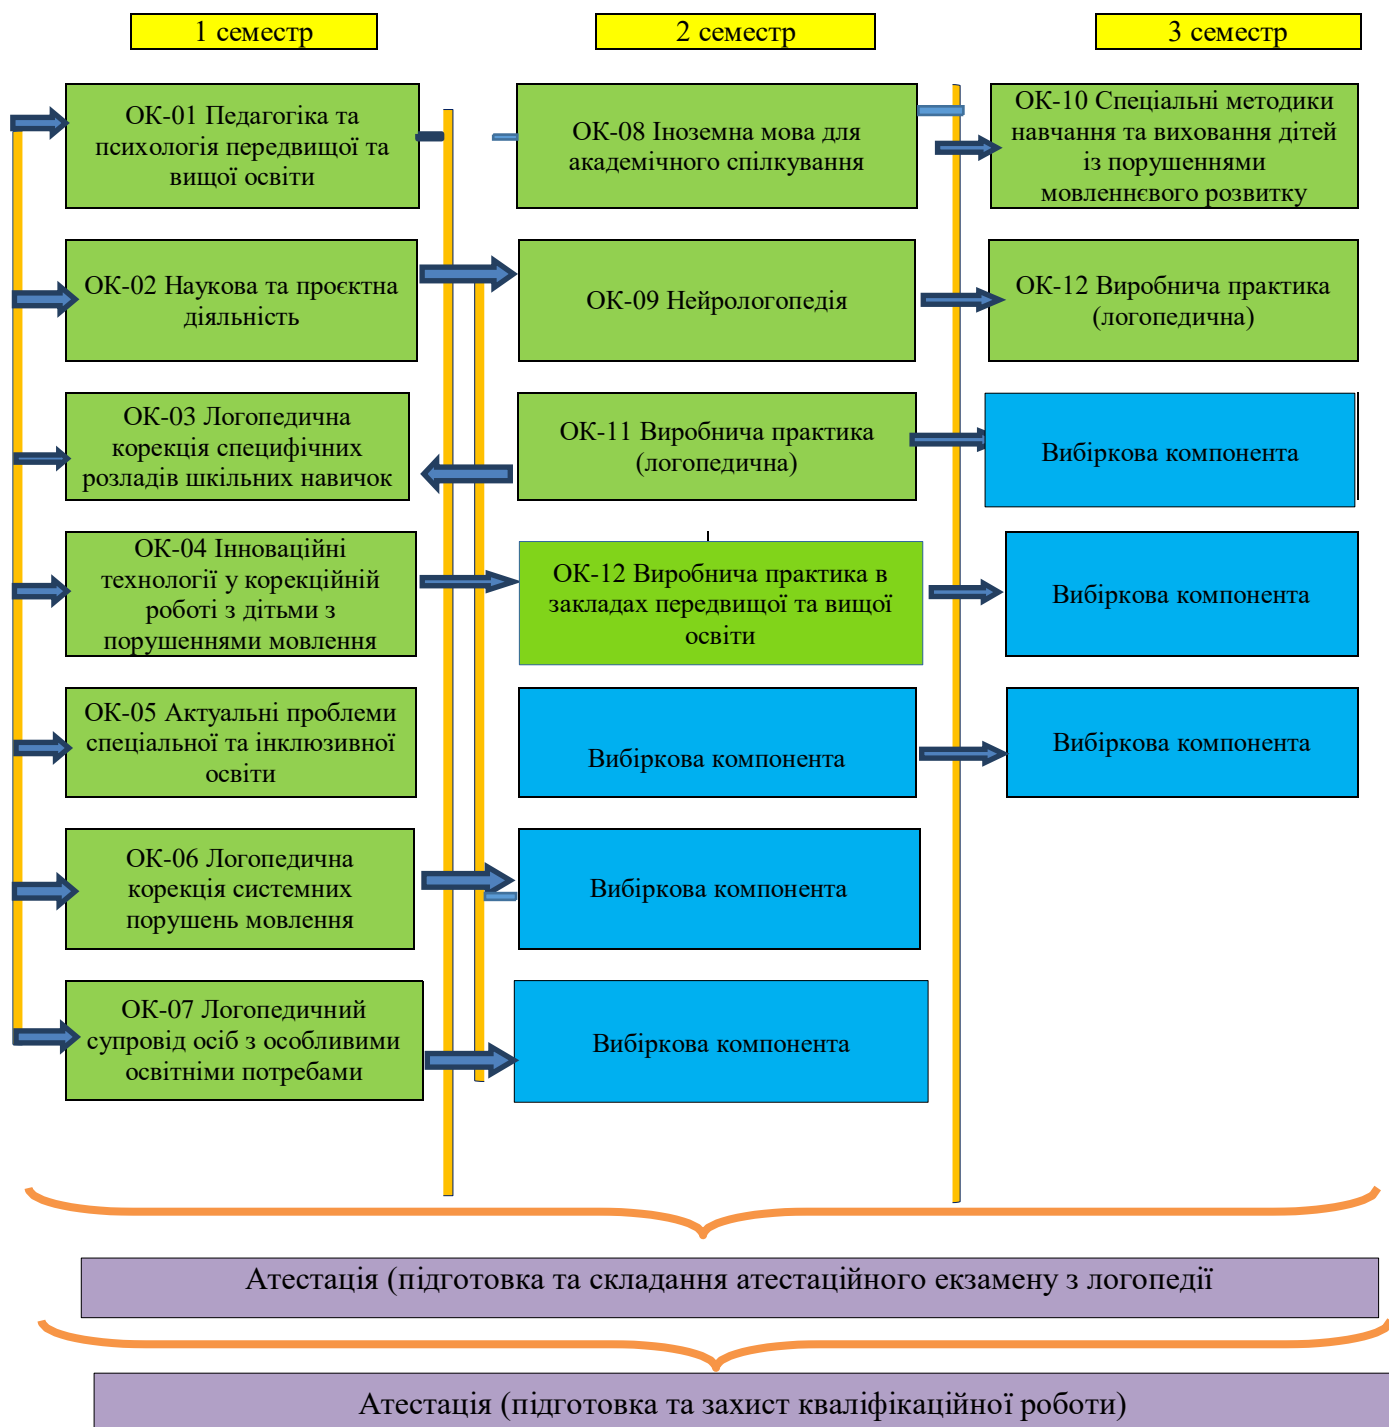 1 семестр
2 семестр
3 семестр
ОК-01 Педагогіка та
психологія передвищої та
вищої освіти
ОК-08 Іноземна мова для
академічного спілкування
ОК-10 Спеціальні методики
навчання та виховання дітей
із порушеннями
мовленнєвого розвитку
ОК-02 Наукова та проєктна
діяльність
ОК-09 Нейрологопедія
ОК-12 Виробнича практика
(логопедична)
ОК-03 Логопедична
корекція специфічних
розладів шкільних навичок
ОК-11 Виробнича практика
(логопедична)
Вибіркова компонента
ОК-04 Інноваційні
технології у корекційній
роботі з дітьми з
порушеннями мовлення
ОК-12 Виробнича практика в
закладах передвищої та вищої
освіти
Вибіркова компонента
ОК-05 Актуальні проблеми
спеціальної та інклюзивної
освіти
Вибіркова компонента
Вибіркова компонента
ОК-06 Логопедична
корекція системних
порушень мовлення
Вибіркова компонента
ОК-07 Логопедичний
супровід осіб з особливими
освітніми потребами
Вибіркова компонента
Атестація (підготовка та складання атестаційного екзамену з логопедії
Атестація (підготовка та захист кваліфікаційної роботи)